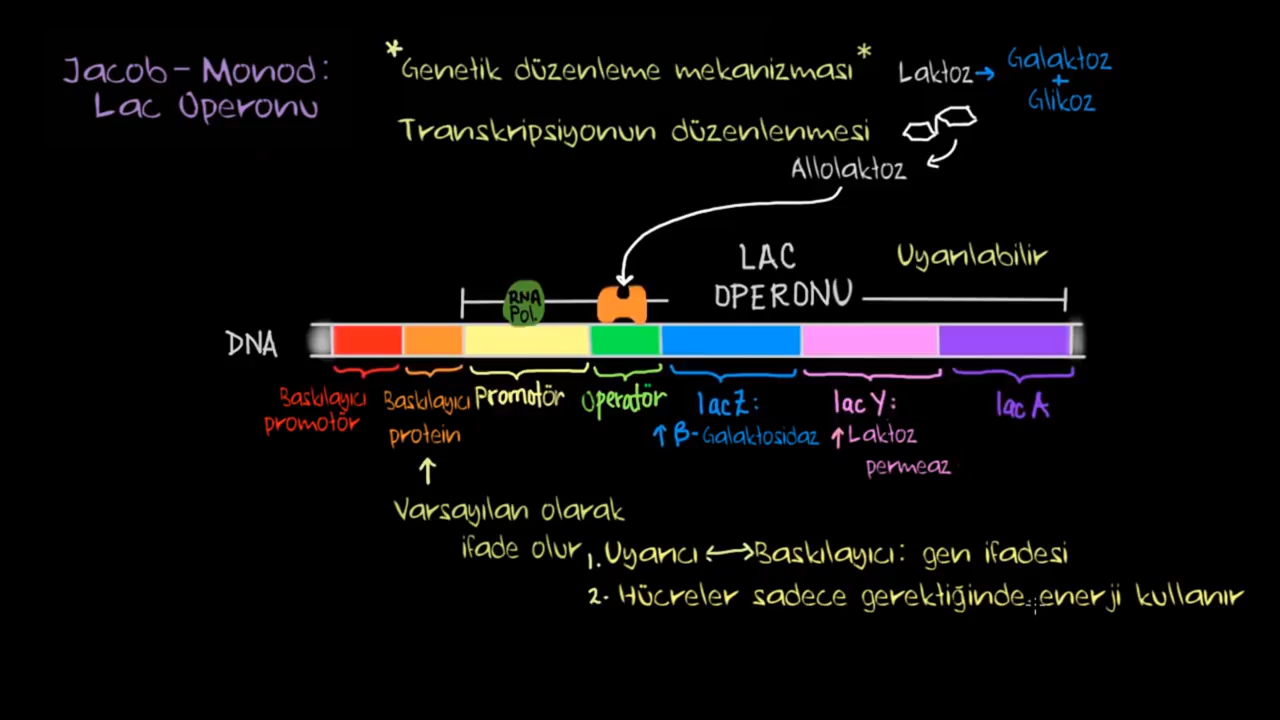 Jacob-Monod:
Lac Operonu
*Genetik düzenleme mekanizması*
Transkripsiyonun düzenlenmesi
Laktoz → Galaktoz
+
Glikoz
Allolaktoz
LAC
OPERONU
Uyarılabilir
RNA
Pol.
DNA
Baskılayıcı
promotör
Baskılayıcı
protein
Promotör
Operatör
lacZ:
↑ β-Galaktosidaz
lacY:
↑ Laktoz
permeaz
lacA
↑
Varsayılan olarak
ifade olur
1. Uyarıcı ↔ Baskılayıcı: gen ifadesi
2. Hücreler sadece gerektiğinde enerji kullanır